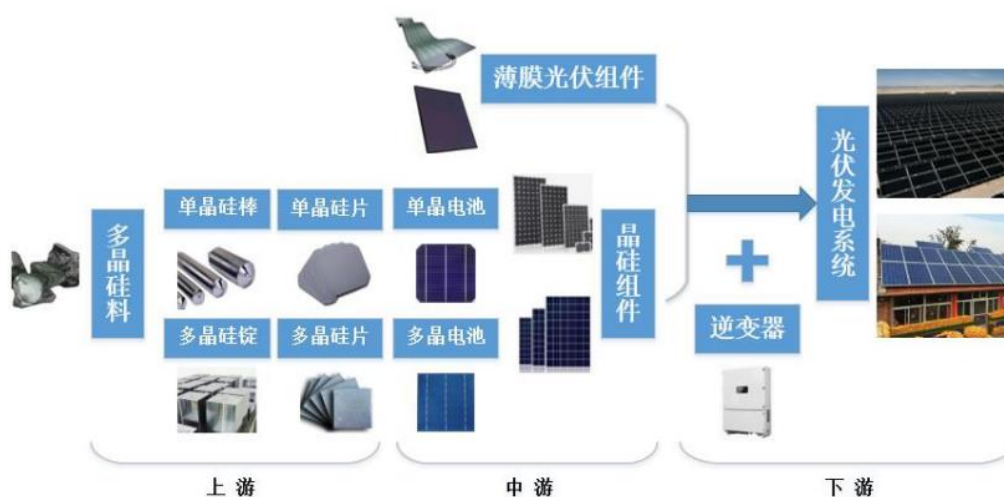 薄膜光伏组件
多晶硅料
单晶硅棒
单晶硅片
单晶电池
多晶硅锭
多晶硅片
多晶电池
晶硅组件
逆变器
光伏发电系统
上游
中游
下游